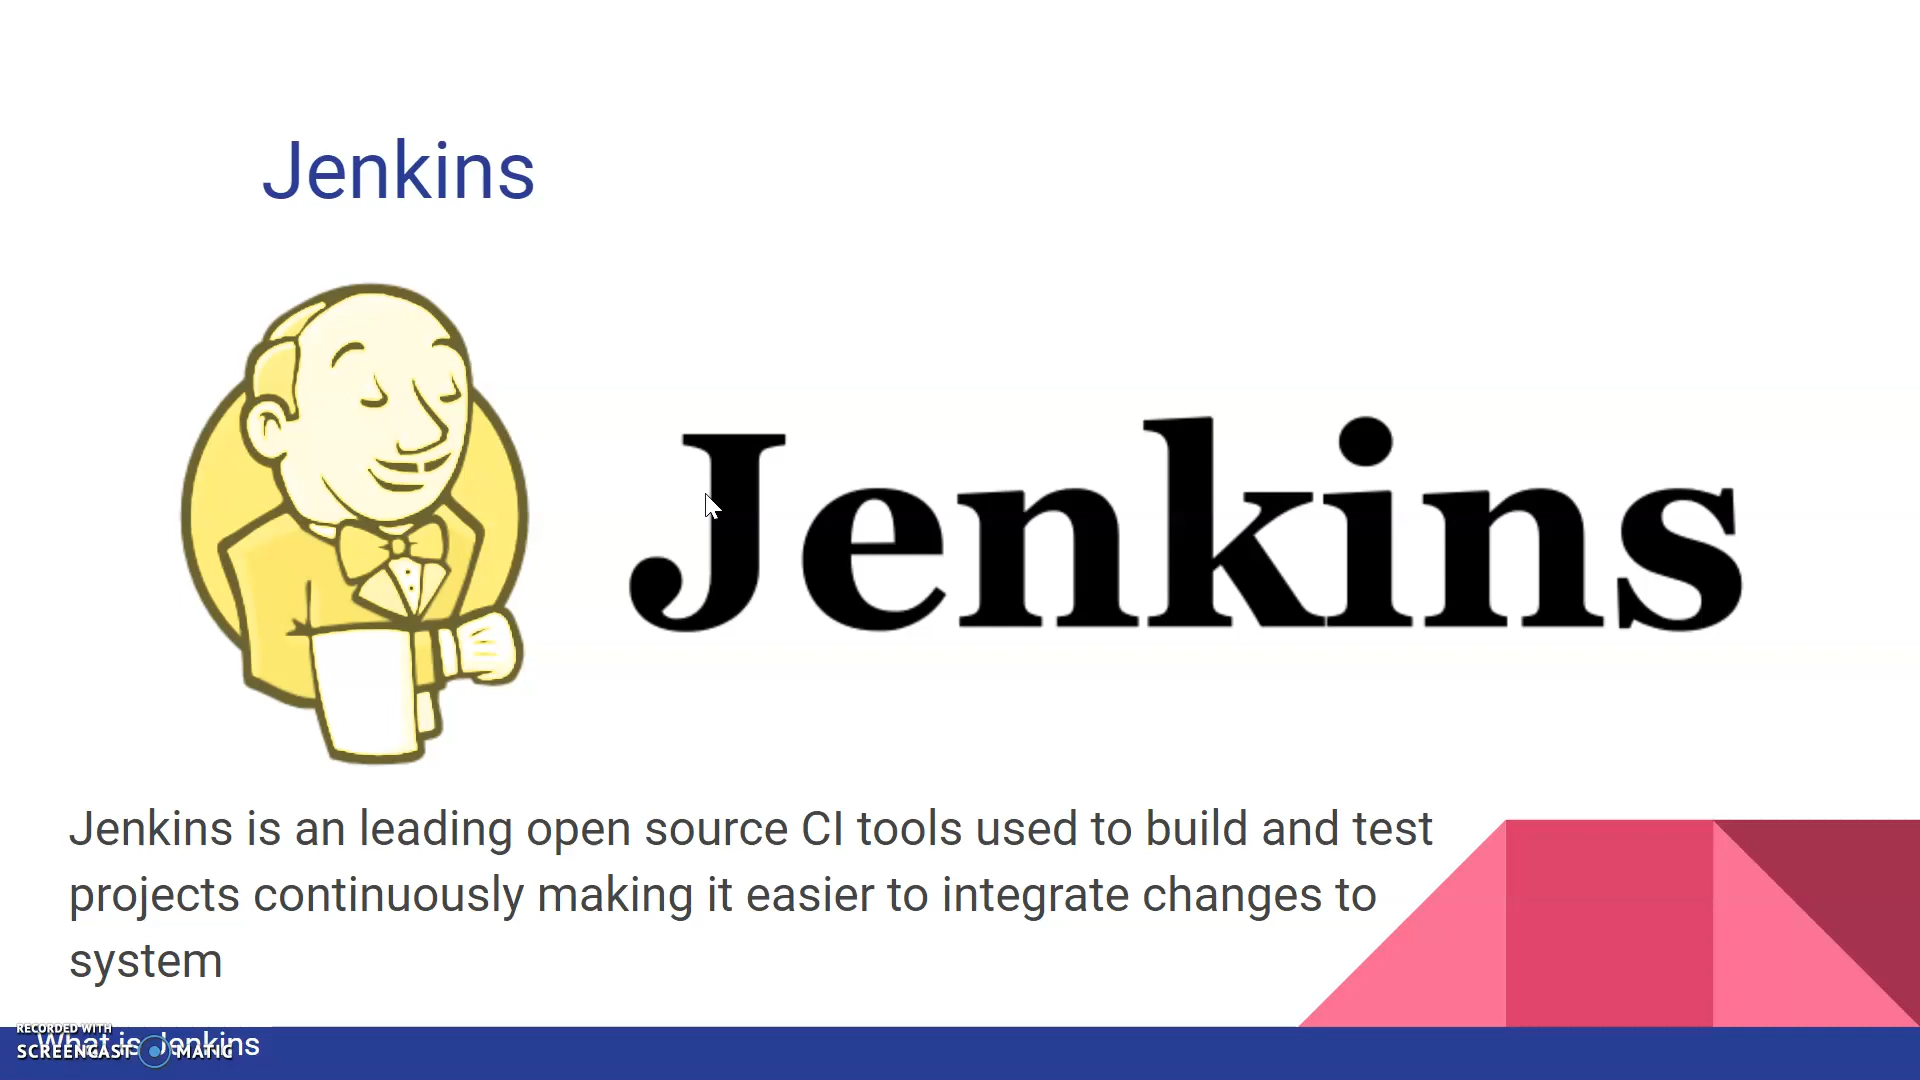 Jenkins
Jenkins
Jenkins is an leading open source CI tools used to build and test
projects continuously making it easier to integrate changes to
system
RECORDED WITH
What is Jenkins
SCREENCAST MATIC